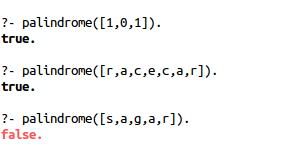 ?- palindrome([1,0,1]).
true.
?- palindrome([r,a,c,e,c,a,r]).
true.
?- palindrome([s,a,g,a,r]).
false.